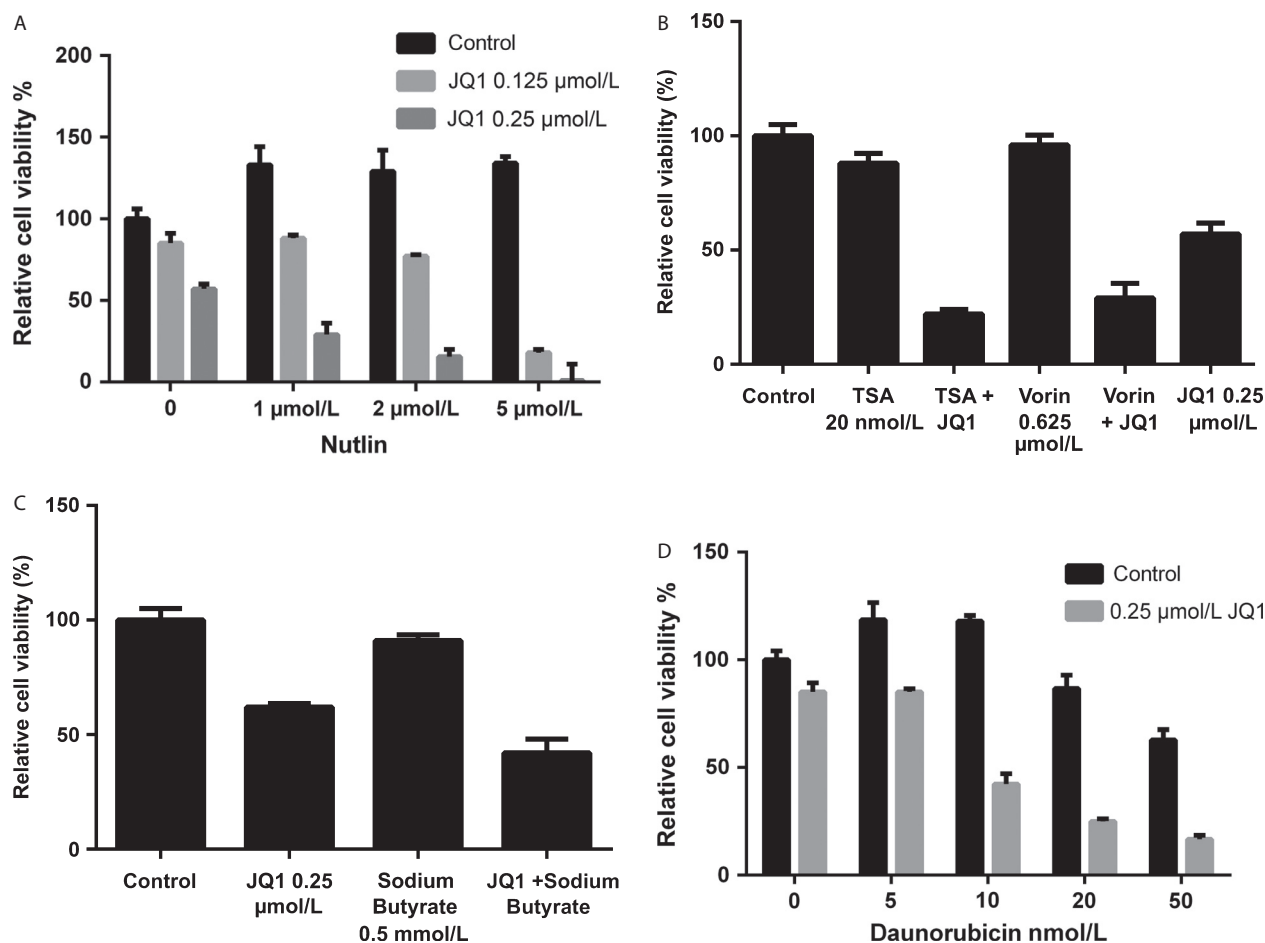 A
Relative cell viability %
200
150
100
50
0
Control
JQ1 0.125 µmol/L
JQ1 0.25 µmol/L
0 1 µmol/L 2 µmol/L 5 µmol/L
Nutlin
B
Relative cell viability (%)
150
100
50
0
Control TSA TSA + Vorin Vorin JQ1 0.25
20 nmol/L JQ1 0.625 + JQ1 µmol/L
µmol/L
C
Relative cell viability (%)
150
100
50
0
Control JQ1 0.25 Sodium JQ1 +Sodium
µmol/L Butyrate Butyrate
0.5 mmol/L
D
Relative cell viability %
150
100
50
0
Control
0.25 µmol/L JQ1
0 5 10 20 50
Daunorubicin nmol/L